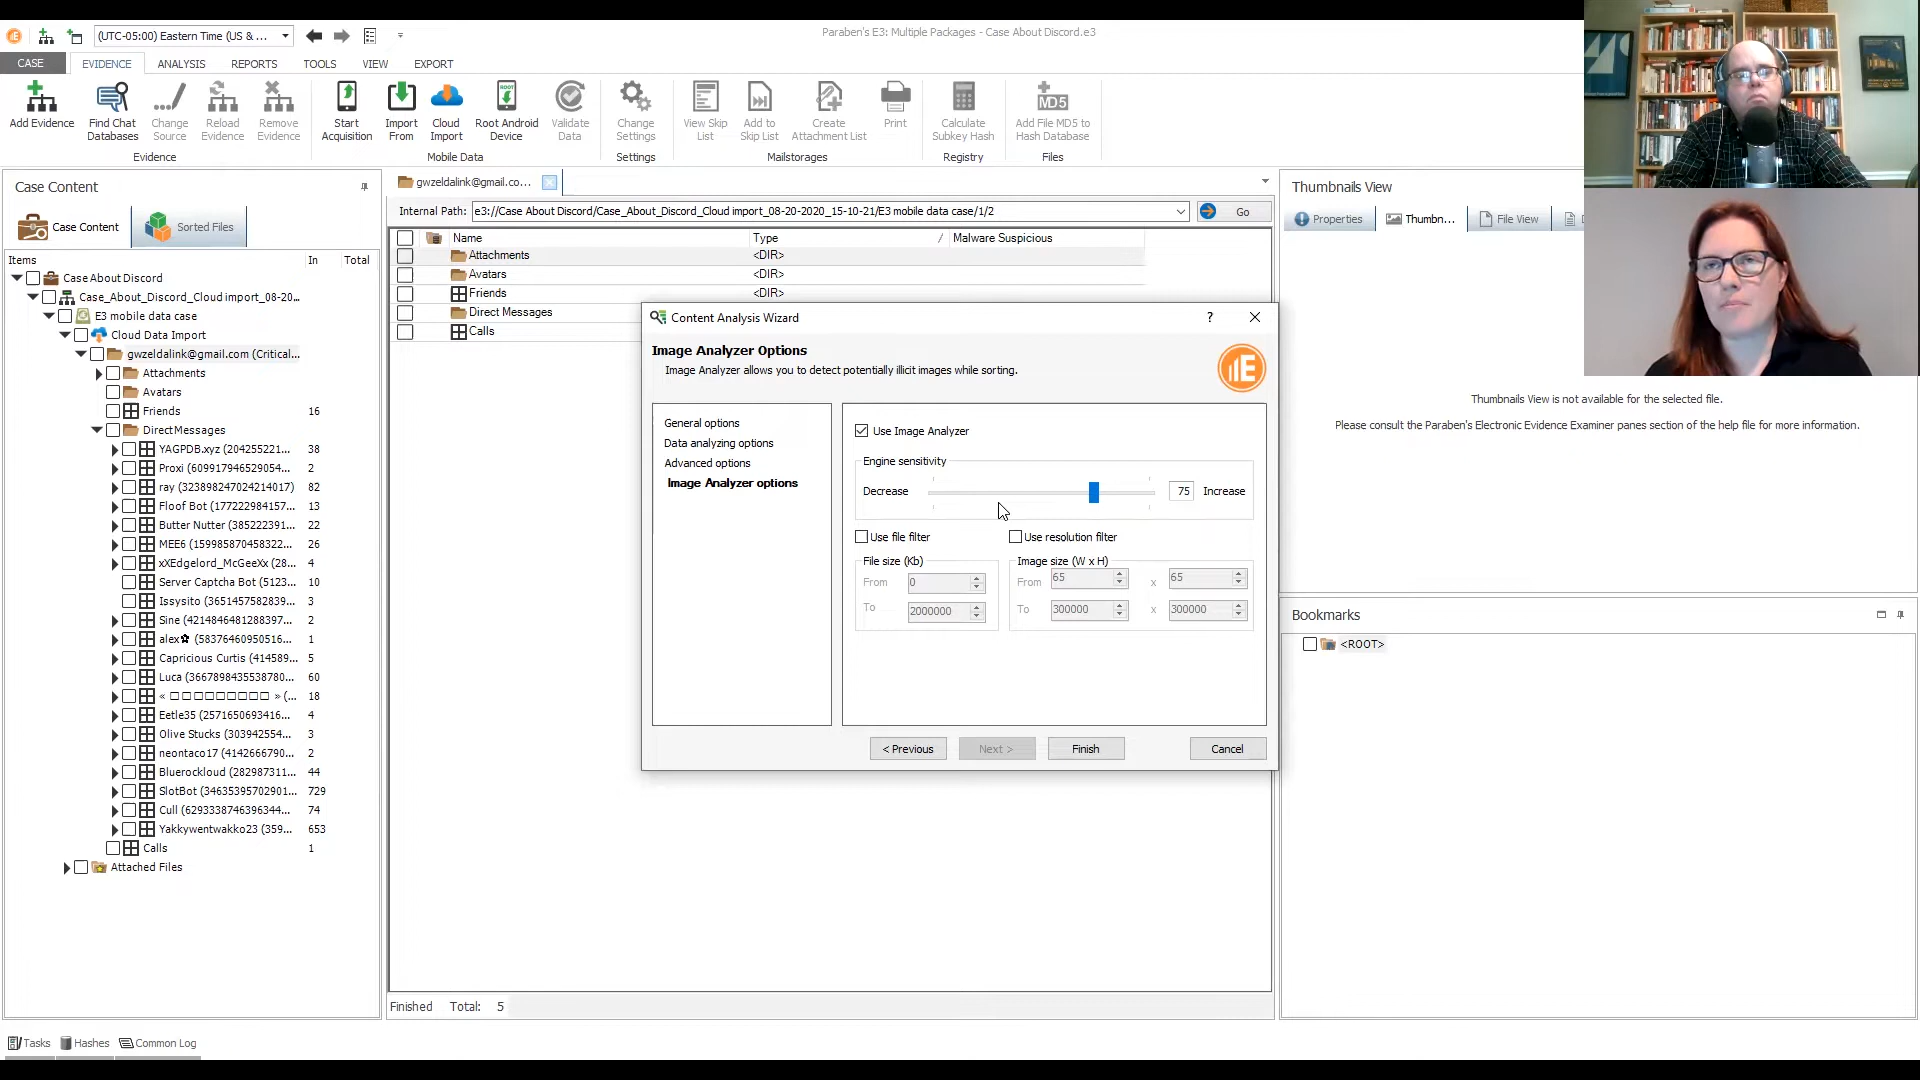 (UTC-05:00) Eastern Time (US & ...
Paraben's E3: Multiple Packages - Case About Discord.e3
CASE EVIDENCE ANALYSIS REPORTS TOOLS VIEW EXPORT
Add Evidence
Find Chat Databases
Change Source
Reload Evidence
Remove Evidence
Start Acquisition
Import From
Cloud Import
Root Android Device
Validate Data
Change Settings
View Skip List
Add to Skip List
Create Attachment List
Print
Calculate Subkey Hash
MD5
Add File MD5 to Hash Database
Evidence Mobile Data Settings Mailstorages Registry Files
Case Content
Case Content Sorted Files
Items In Total
Case About Discord
Case_About_Discord_Cloud import_08-20...
E3 mobile data case
Cloud Data Import
gwzeldalink@gmail.com (Critical...
Attachments
Avatars
Friends 16
Direct Messages
YAGPDB.xyz (204255221... 38
Proxi (609917946529054... 2
ray (323898247024214017) 82
Floof Bot (177222984157... 13
Butter Nutter (385222391... 22
MEE6 (159985870458322... 26
xXEdgelord_McGeeXx (28... 4
Server Captcha Bot (5123... 10
Issysito (3651457582839... 3
Sine (4214846481288397... 2
alex✿ (58376460950516... 1
Capricious Curtis (414589... 5
Luca (3667898435538780... 60
« □□□□□□□□□ » (... 18
Eetle35 (2571650693416... 4
Olive Stucks (303942554... 3
neontaco17 (4142666790... 2
Bluerockloud (282987311... 44
SlotBot (34635395702901... 729
Cull (6293338746396344... 74
Yakkywentwakko23 (359... 653
Calls 1
Attached Files
gwzeldalink@gmail.co...
Internal Path: e3://Case About Discord/Case_About_Discord_Cloud import_08-20-2020_15-10-21/E3 mobile data case/1/2 Go
Name Type / Malware Suspicious
Attachments <DIR>
Avatars <DIR>
Friends <DIR>
Direct Messages
Calls
Content Analysis Wizard ?
Image Analyzer Options
Image Analyzer allows you to detect potentially illicit images while sorting.
General options
Data analyzing options
Advanced options
Image Analyzer options
Use Image Analyzer
Engine sensitivity
Decrease 75 Increase
Use file filter Use resolution filter
File size (Kb) Image size (W x H)
From 0 From 65 x 65
To 2000000 To 300000 x 300000
< Previous Next > Finish Cancel
Finished Total: 5
Thumbnails View
Properties Thumbn... File View
Thumbnails View is not available for the selected file.
Please consult the Paraben's Electronic Evidence Examiner panes section of the help file for more information.
Bookmarks
<ROOT>
Tasks Hashes Common Log